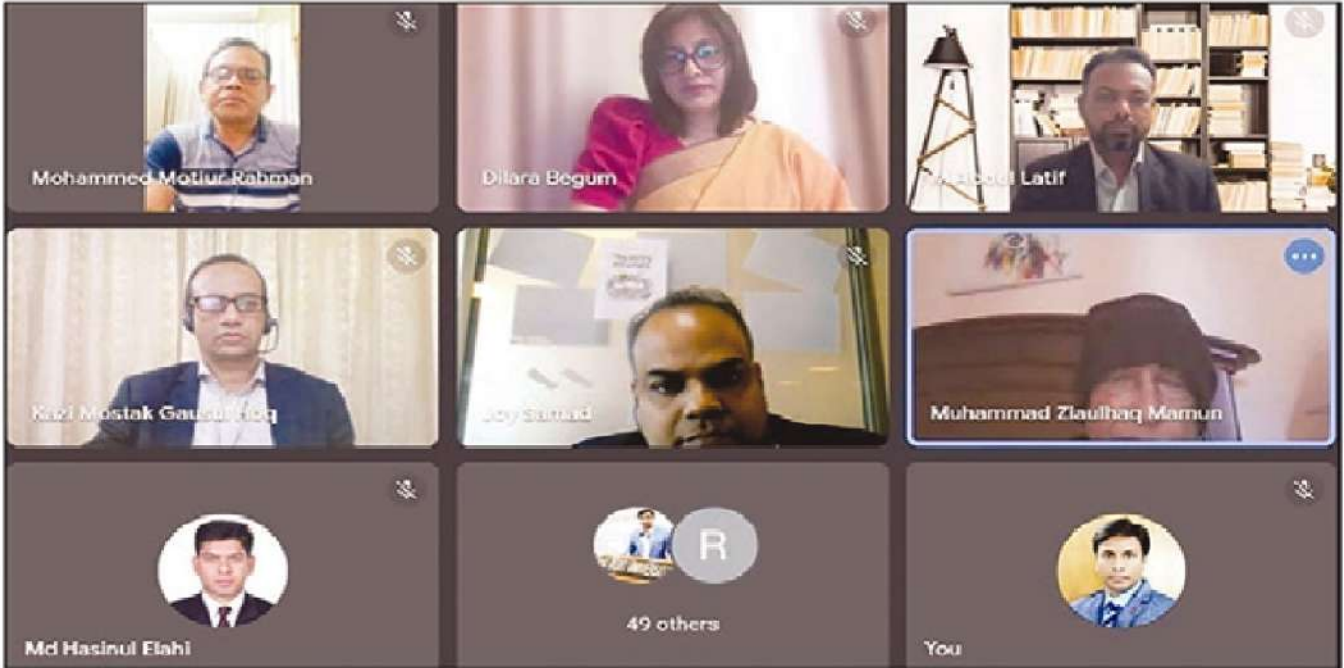 Mohammed Motiur Rahman
Dilara Begum
Latif
Kazi Mostak Gausul Hoq
Joy Samad
Muhammad Ziaulhaq Mamun
R
49 others
Md Hasinul Elahi
You